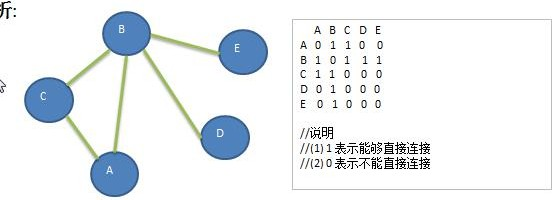 析:
B
E
C
D
A
A B C D E
A 0 1 1 0 0
B 1 0 1 1 1
C 1 1 0 0 0
D 0 1 0 0 0
E 0 1 0 0 0
//说明
//(1) 1 表示能够直接连接
//(2) 0 表示不能直接连接